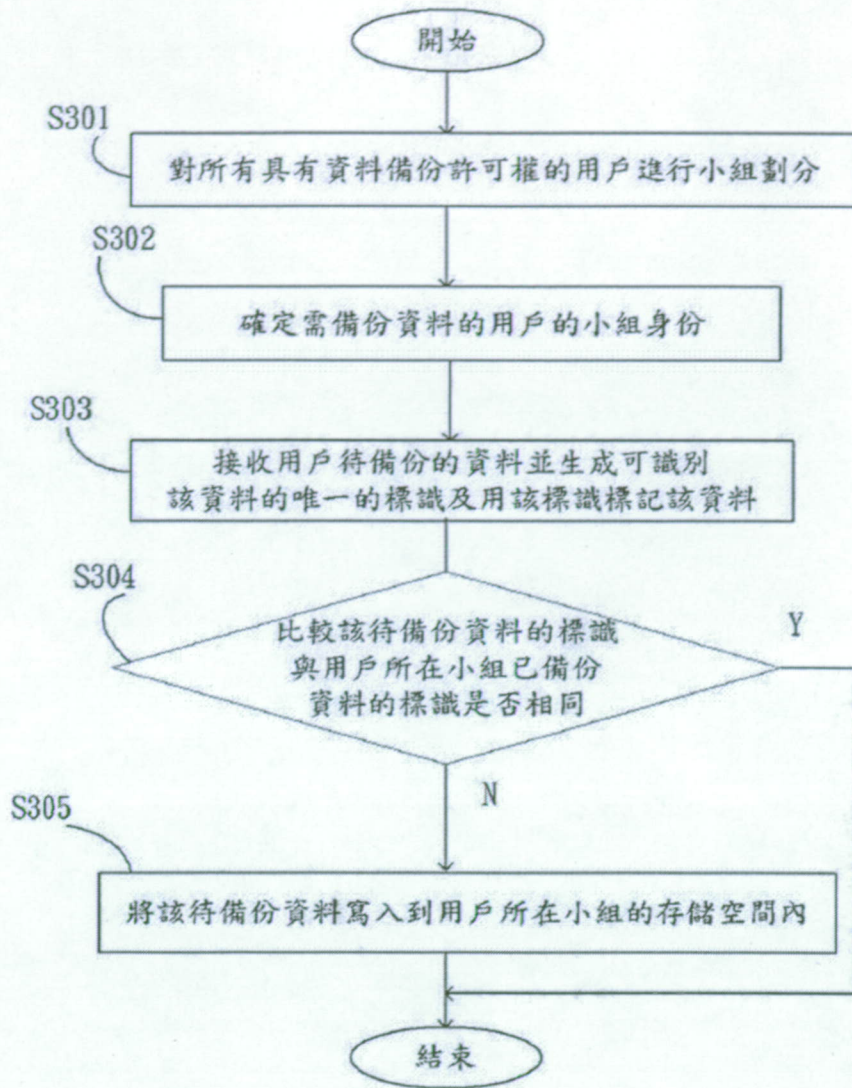 開始
S301
對所有具有資料備份許可權的用戶進行小組劃分
S302
確定需備份資料的用戶的小組身份
S303
接收用戶待備份的資料並生成可識別
該資料的唯一的標識及用該標識標記該資料
S304
比較該待備份資料的標識
與用戶所在小組已備份
資料的標識是否相同
Y
N
S305
將該待備份資料寫入到用戶所在小組的存儲空間內
結束